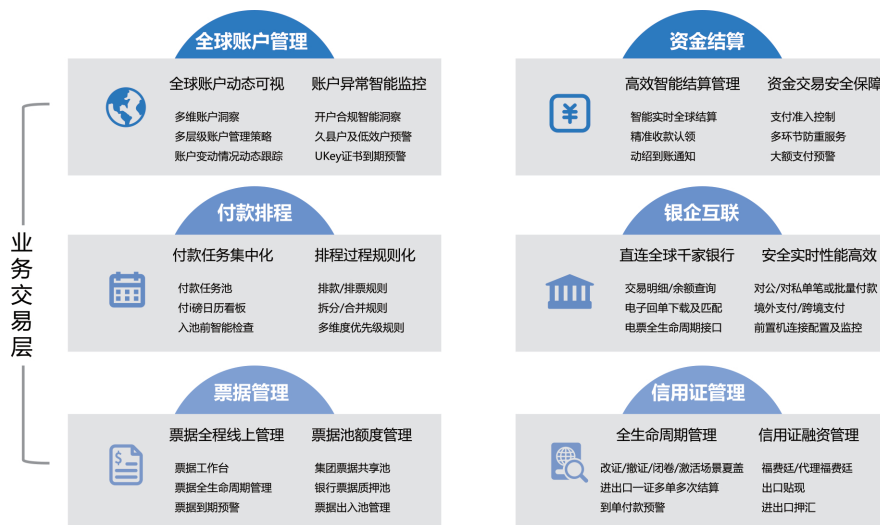 业务交易层
全球账户管理
全球账户动态可视 账户异常智能监控
多维账户洞察 开户合规智能洞察
多层级账户管理策略 久县户及低效户预警
账户变动情况动态跟踪 UKey证书到期预警
资金结算
高效智能结算管理 资金交易安全保障
智能实时全球结算 支付准入控制
精准收款认领 多环节防重服务
动绍到账通知 大额支付预警
付款排程
付款任务集中化 排程过程规则化
付款任务池 排款/排票规则
付i磅日历看板 拆分/合并规则
入池前智能检查 多维度优先级规则
银企互联
直连全球千家银行 安全实时性能高效
交易明细/余额查询 对公/对私单笔或批量付款
电子回单下载及匹配 境外支付/跨境支付
电票全生命周期接口 前置机连接配置及监控
票据管理
票据全程线上管理 票据池额度管理
票据工作台 集团票据共享池
票据全生命周期管理 银行票据质押池
票据到期预警 票据出入池管理
信用证管理
全生命周期管理 信用证融资管理
改证/撤证/闭卷/激活场景夏盖 福费廷/代理福费廷
进出口一证多单多次结算 出口贴现
到单付款预警 进出口押汇